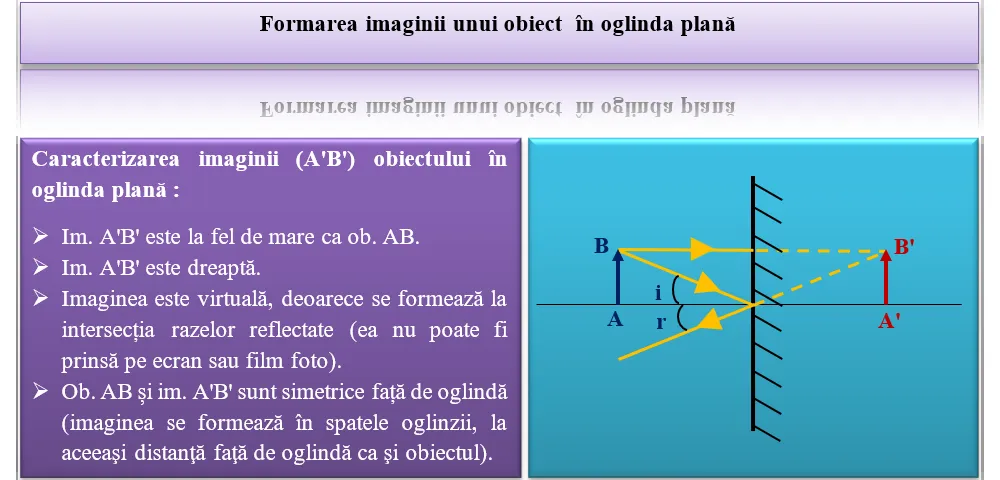 Formarea imaginii unui obiect în oglinda plană
Formarea imaginii unui obiect în oglinda plană
Caracterizarea imaginii (A'B') obiectului în
oglinda plană :
➢ Im. A'B' este la fel de mare ca ob. AB.
➢ Im. A'B' este dreaptă.
➢ Imaginea este virtuală, deoarece se formează la
intersecția razelor reflectate (ea nu poate fi
prinsă pe ecran sau film foto).
➢ Ob. AB și im. A'B' sunt simetrice față de oglindă
(imaginea se formează în spatele oglinzii, la
aceeaşi distanţă faţă de oglindă ca şi obiectul).
B B'
i
A r A'